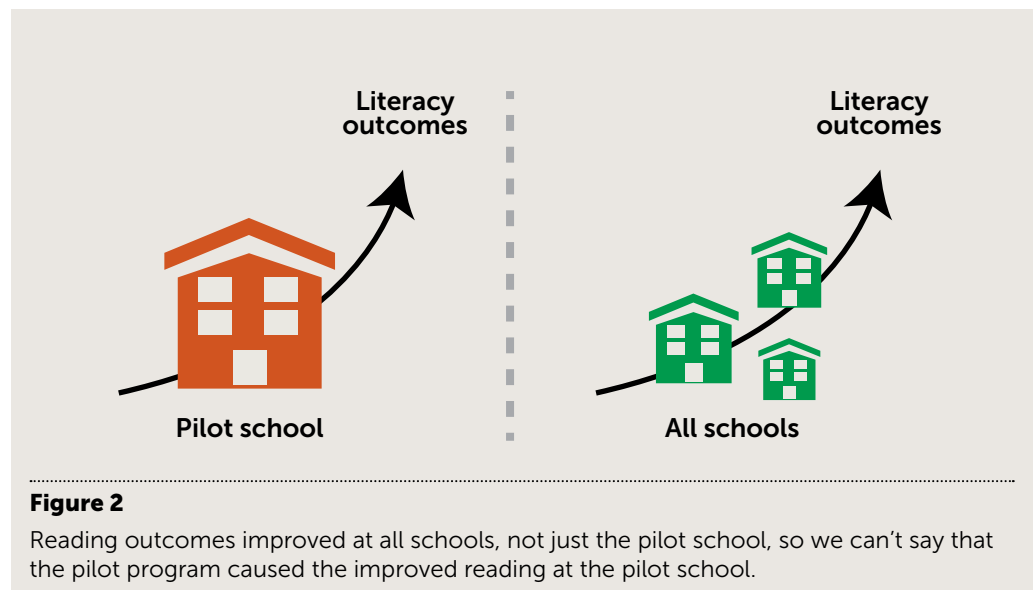 Literacy
outcomes
Literacy
outcomes
Pilot school
All schools
Figure 2
Reading outcomes improved at all schools, not just the pilot school, so we can’t say that
the pilot program caused the improved reading at the pilot school.